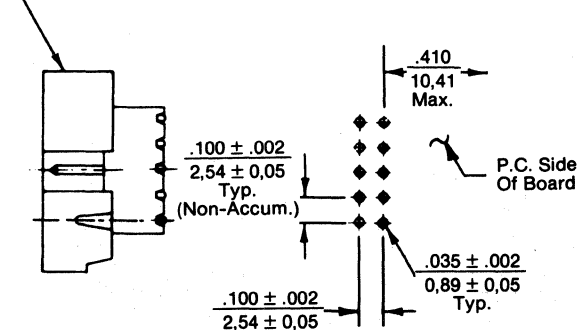 .410
10,41
Max.
.100 ± .002
2,54 ± 0,05
Typ.
(Non-Accum.)
P.C. Side
Of Board
.035 ± .002
0,89 ± 0,05
Typ.
.100 ± .002
2,54 ± 0,05